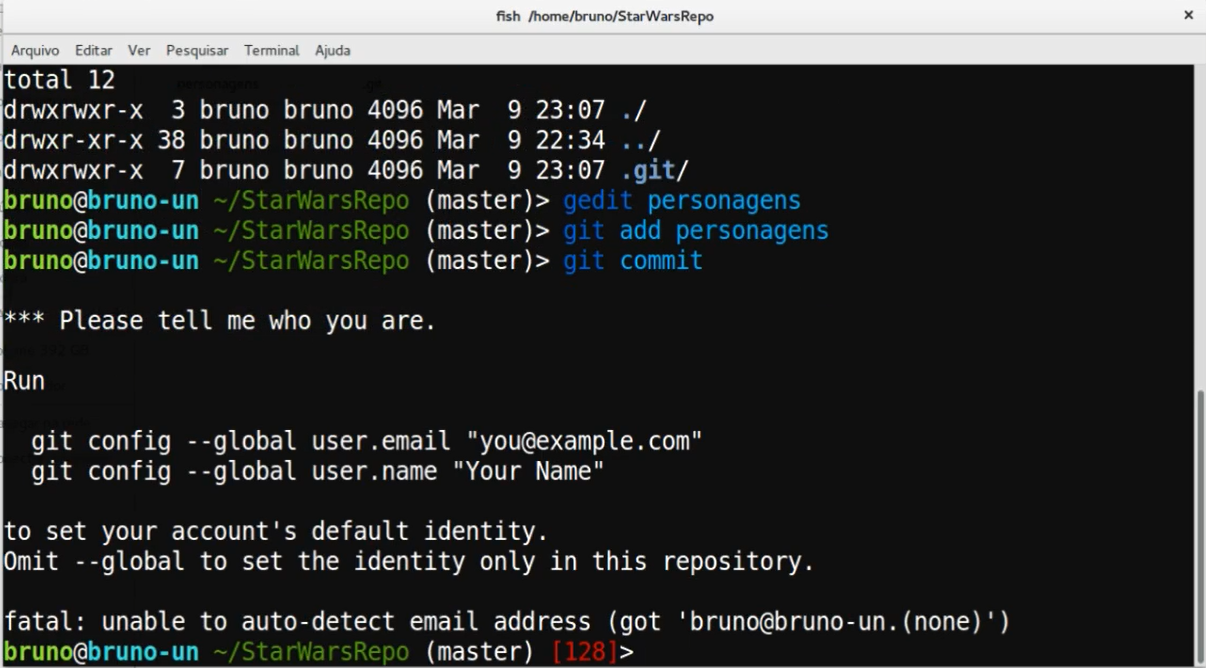 fish /home/bruno/StarWarsRepo ×
Arquivo Editar Ver Pesquisar Terminal Ajuda
total 12
drwxrwxr-x  3 bruno bruno 4096 Mar  9 23:07 ./
drwxr-xr-x 38 bruno bruno 4096 Mar  9 22:34 ../
drwxrwxr-x  7 bruno bruno 4096 Mar  9 23:07 .git/
bruno@bruno-un ~/StarWarsRepo (master)> gedit personagens
bruno@bruno-un ~/StarWarsRepo (master)> git add personagens
bruno@bruno-un ~/StarWarsRepo (master)> git commit
*** Please tell me who you are.
Run
  git config --global user.email "you@example.com"
  git config --global user.name "Your Name"
to set your account's default identity.
Omit --global to set the identity only in this repository.
fatal: unable to auto-detect email address (got 'bruno@bruno-un.(none)')
bruno@bruno-un ~/StarWarsRepo (master) [128]>